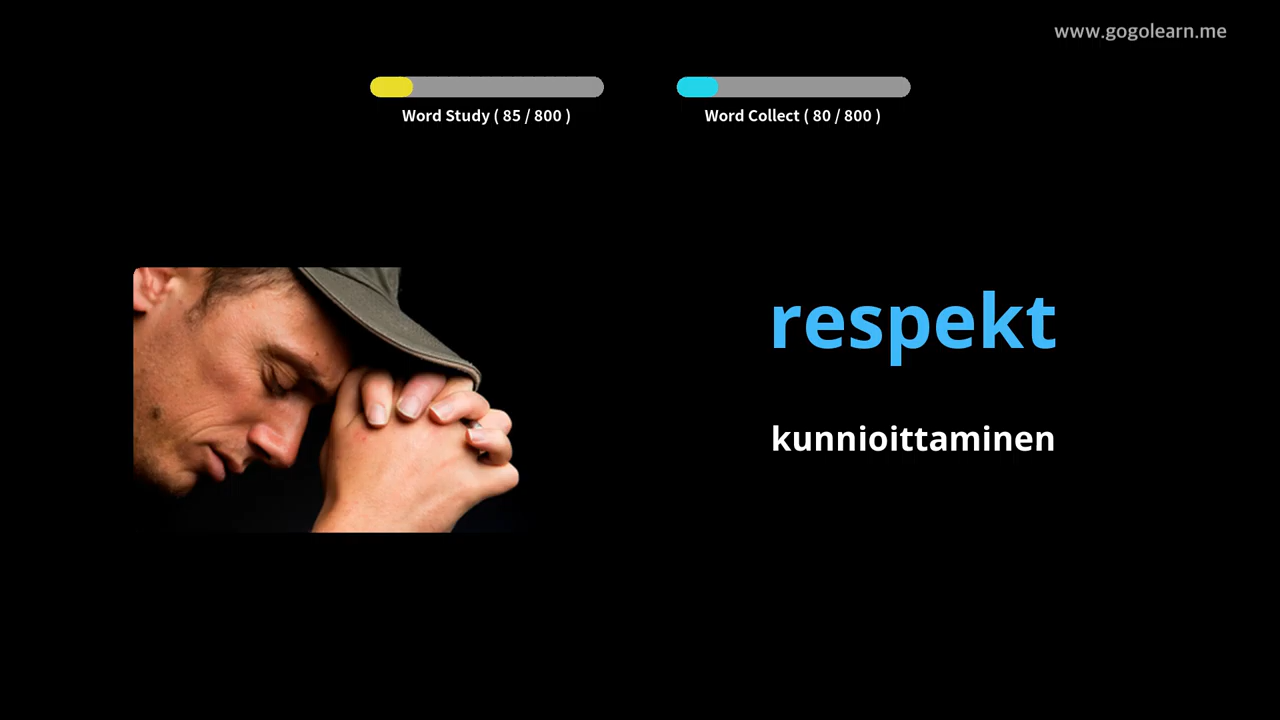 www.gogolearn.me
Word Study ( 85 / 800 )
Word Collect ( 80 / 800 )
respekt
kunnioittaminen